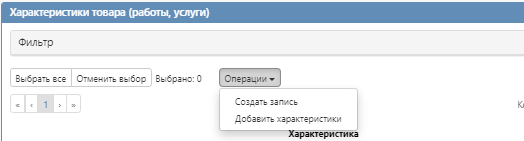 Характеристики товара (работы, услуги)
Фильтр
Выбрать все Отменить выбор Выбрано: 0 Операции
« ‹ 1 › »
Создать запись
Добавить характеристики
Характеристика